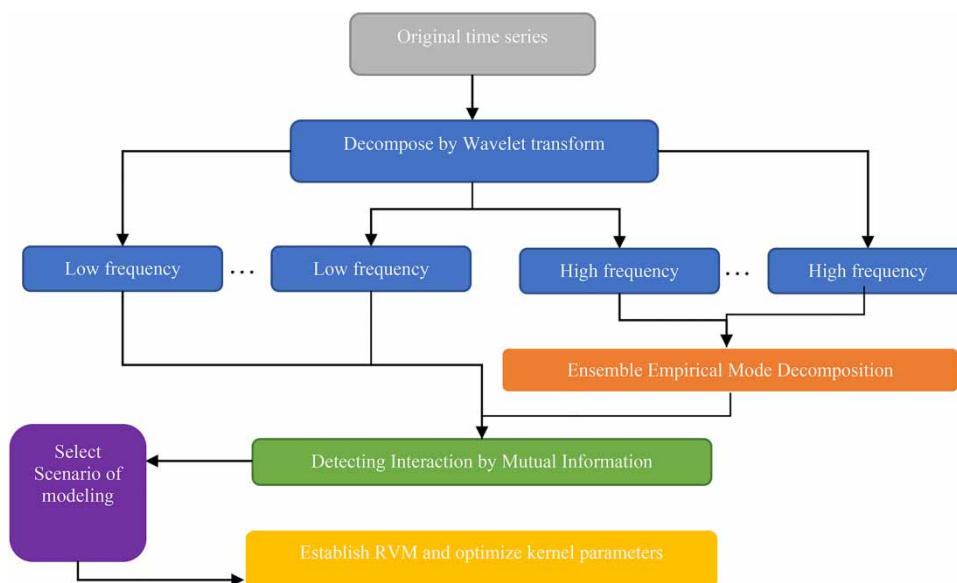 Original time series
Decompose by Wavelet transform
Low frequency
...
Low frequency
High frequency
...
High frequency
Ensemble Empirical Mode Decomposition
Select
Scenario of
modeling
Detecting Interaction by Mutual Information
Establish RVM and optimize kernel parameters